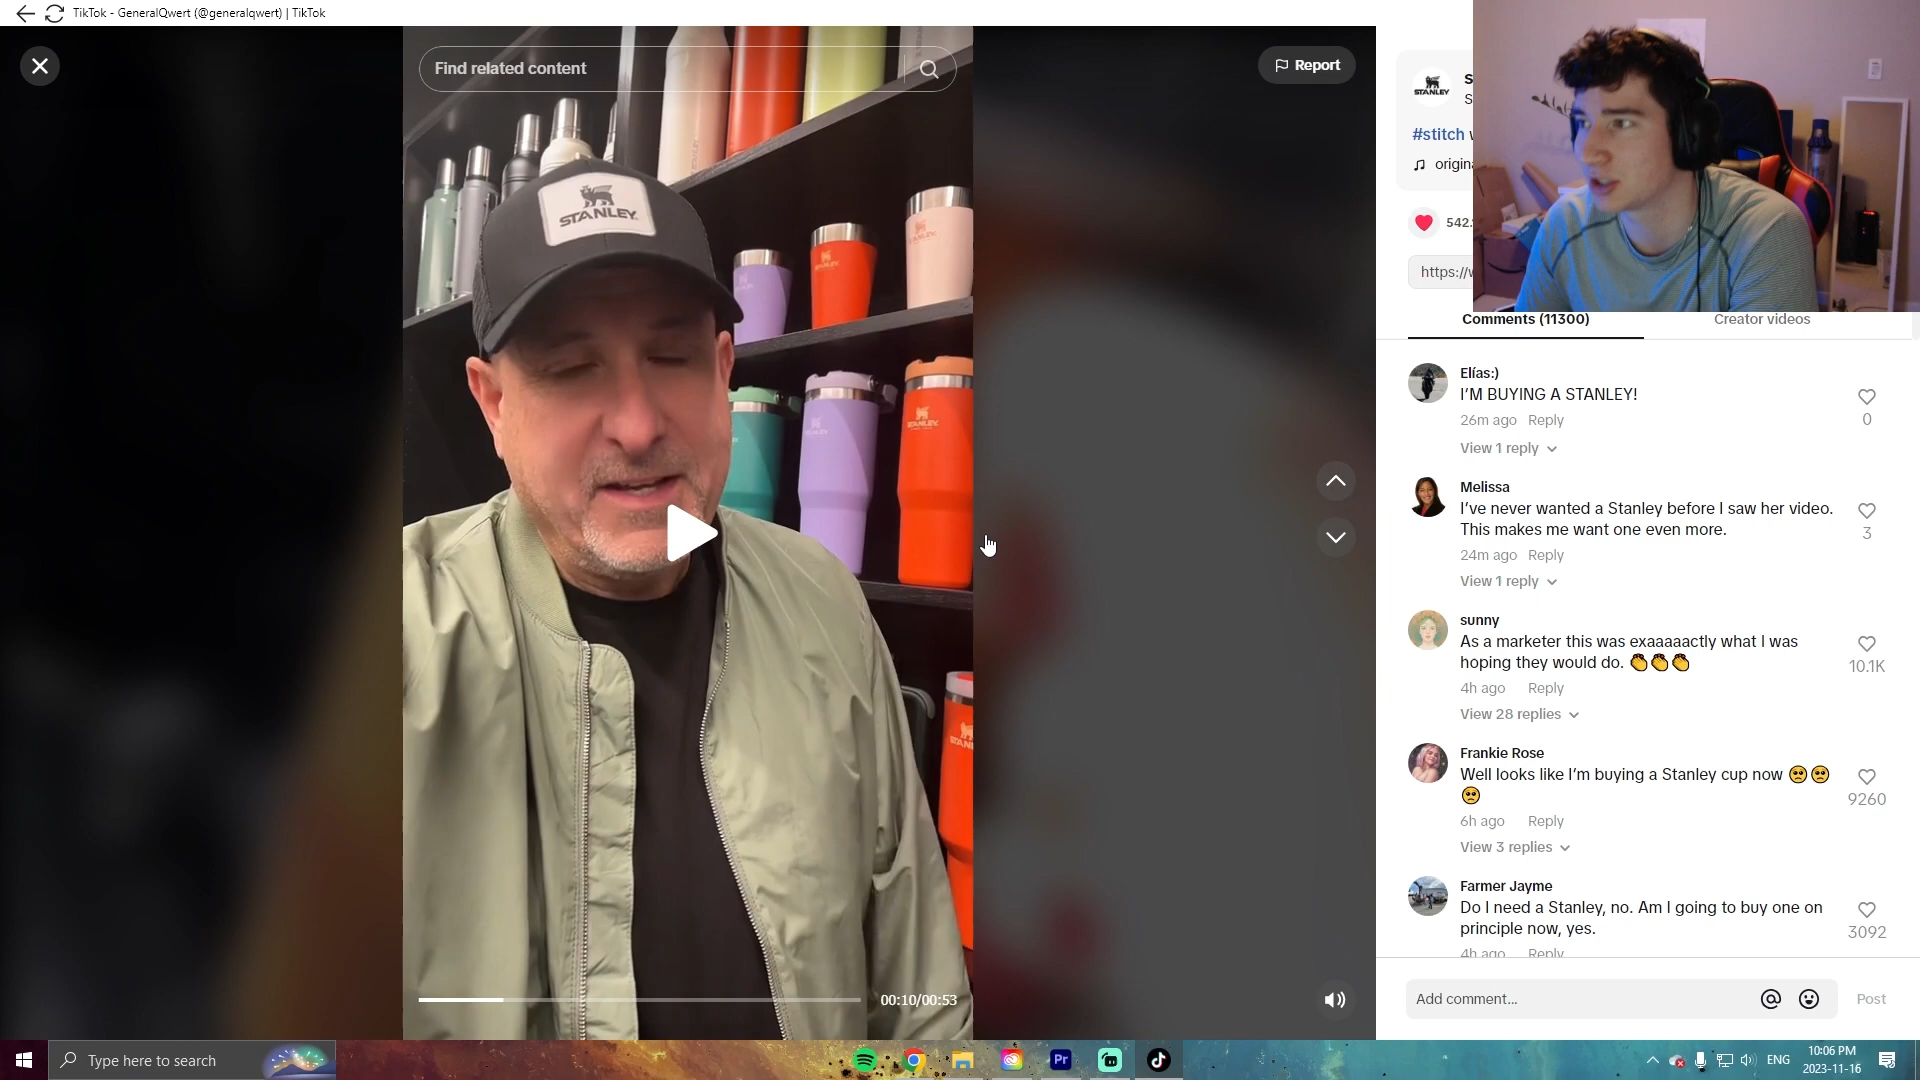 TikTok - GeneralQwert (@generalqwert) | TikTok
Find related content
Report
STANLEY
STANLEY
S
S
#stitch
origina
542.
https://w
Comments (11300)
Creator videos
Elías:)
I'M BUYING A STANLEY!
26m ago Reply
0
View 1 reply
Melissa
I've never wanted a Stanley before I saw her video.
This makes me want one even more.
3
24m ago Reply
View 1 reply
sunny
As a marketer this was exaaaaactly what I was
hoping they would do. 👏👏👏
10.1K
4h ago Reply
View 28 replies
Frankie Rose
Well looks like I'm buying a Stanley cup now 🥺🥺
🥺
9260
6h ago Reply
View 3 replies
Farmer Jayme
Do I need a Stanley, no. Am I going to buy one on
principle now, yes.
3092
4h ago Reply
00:10/00:53
Add comment...
Post
Type here to search
Pr
ENG
10:06 PM
2023-11-16